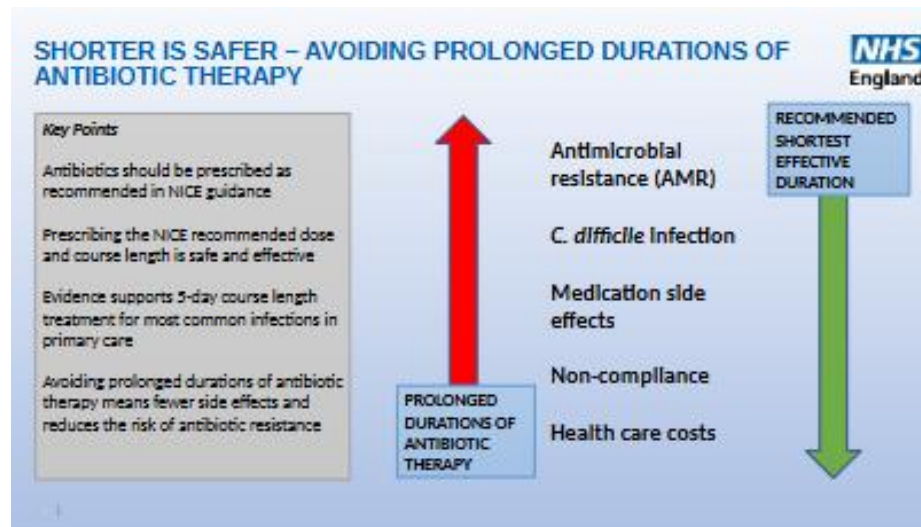 SHORTER IS SAFER – AVOIDING PROLONGED DURATIONS OF
ANTIBIOTIC THERAPY
NHS
England
Key Points
Antibiotics should be prescribed as
recommended in NICE guidance
Prescribing the NICE recommended dose
and course length is safe and effective
Evidence supports 5-day course length
treatment for most common infections in
primary care
Avoiding prolonged durations of antibiotic
therapy means fewer side effects and
reduces the risk of antibiotic resistance
PROLONGED
DURATIONS OF
ANTIBIOTIC
THERAPY
Antimicrobial
resistance (AMR)
C. difficile infection
Medication side
effects
Non-compliance
Health care costs
RECOMMENDED
SHORTEST
EFFECTIVE
DURATION